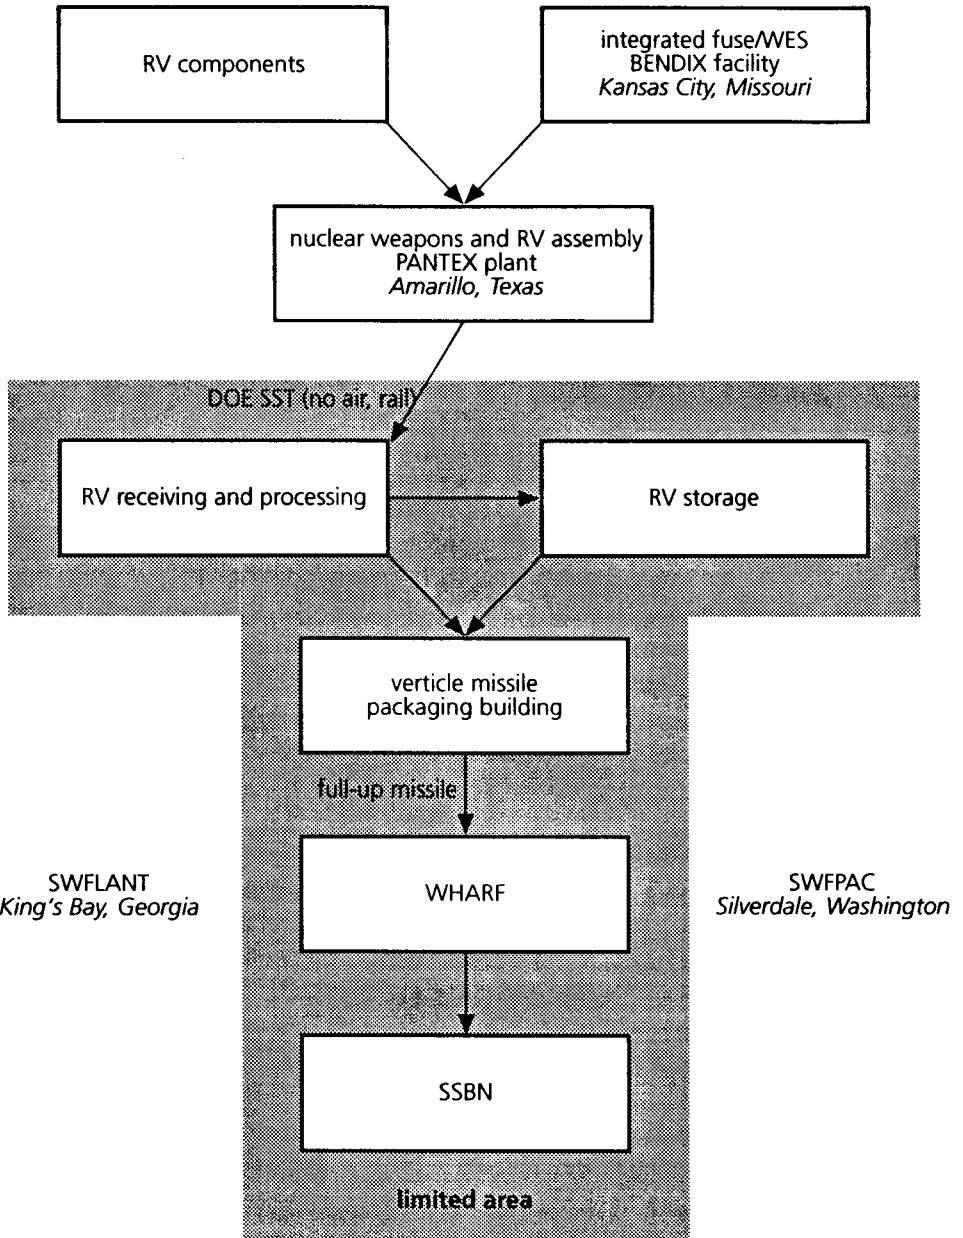 RV components
integrated fuse/WES
BENDIX facility
Kansas City, Missouri
nuclear weapons and RV assembly
PANTEX plant
Amarillo, Texas
DOE SST (no air, rail)
RV receiving and processing
RV storage
verticle missile
packaging building
full-up missile
SWFLANT
King's Bay, Georgia
WHARF
SWFPAC
Silverdale, Washington
SSBN
limited area